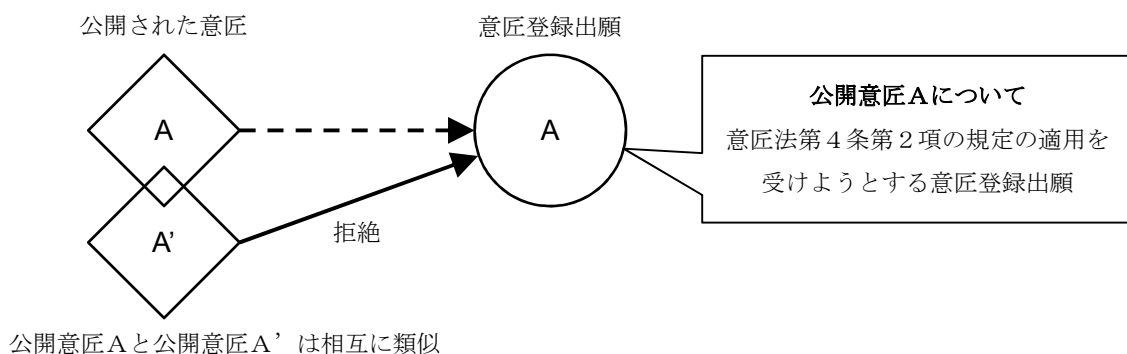 公開された意匠
意匠登録出願
A
A
公開意匠Aについて
意匠法第4条第2項の規定の適用を
受けようとする意匠登録出願
A’
拒絶
公開意匠Aと公開意匠A’は相互に類似